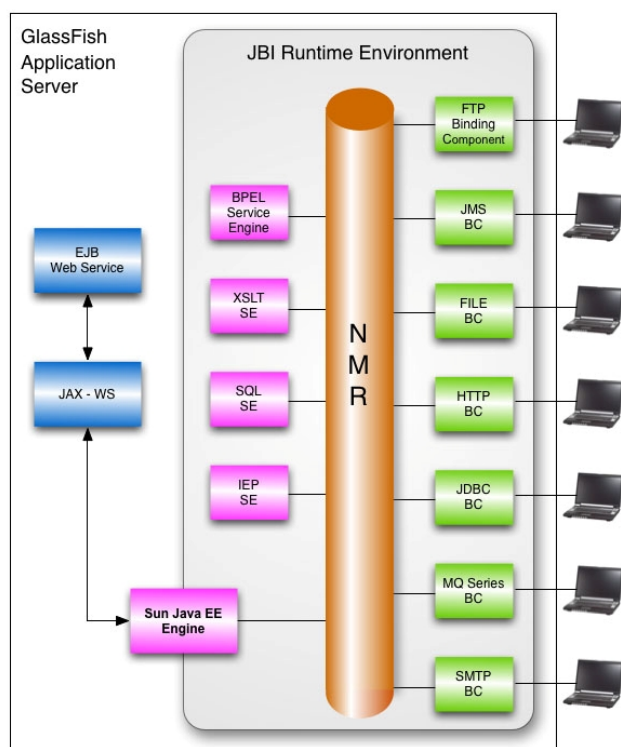 GlassFish
Application
Server
JBI Runtime Environment
FTP
Binding
Component
BPEL
Service
Engine
JMS
BC
EJB
Web Service
XSLT
SE
FILE
BC
N
M
R
JAX - WS
SQL
SE
HTTP
BC
IEP
SE
JDBC
BC
Sun Java EE
Engine
MQ Series
BC
SMTP
BC